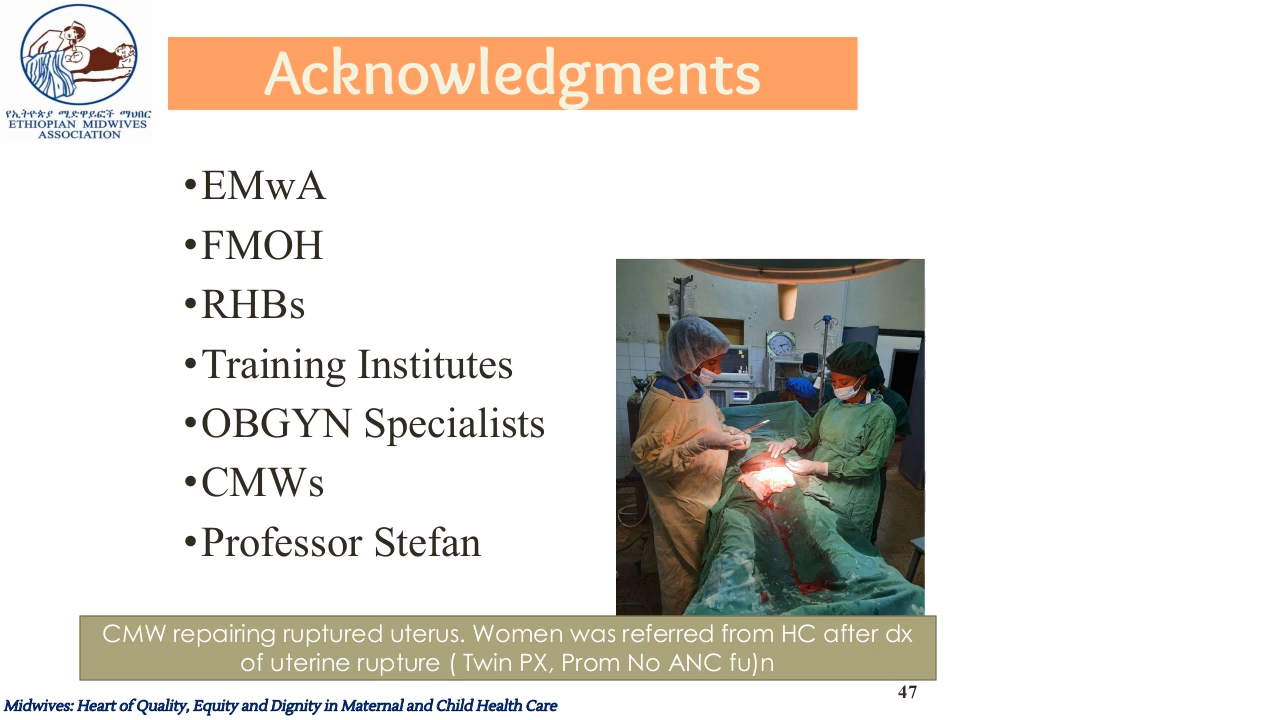 የኢትዮጵያ ሚድዋይፎች ማህበር
ETHIOPIAN MIDWIVES
ASSOCIATION
Acknowledgments
•EMwA
•FMOH
•RHBs
•Training Institutes
•OBGYN Specialists
•CMWs
•Professor Stefan
CMW repairing ruptured uterus. Women was referred from HC after dx
of uterine rupture ( Twin PX, Prom No ANC fu)n
47
Midwives: Heart of Quality, Equity and Dignity in Maternal and Child Health Care